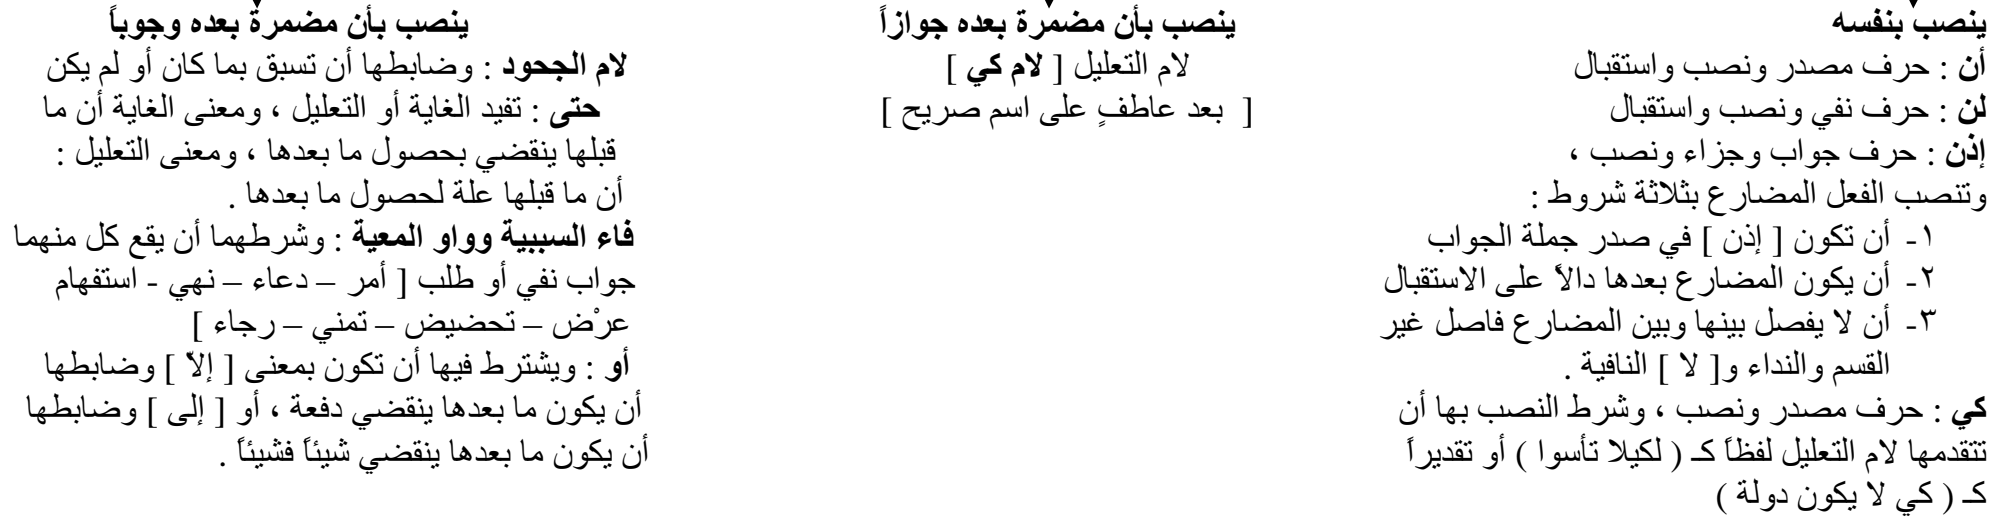 ينصب بنفسه
أن : حرف مصدر ونصب واستقبال
لن : حرف نفي ونصب واستقبال
إذن : حرف جواب وجزاء ونصب ،
وتنصب الفعل المضارع بثلاثة شروط :
١- أن تكون [ إذن ] في صدر جملة الجواب
٢- أن يكون المضارع بعدها دالاً على الاستقبال
٣- أن لا يفصل بينها وبين المضارع فاصل غير
القسم والنداء و[ لا ] النافية .
كي : حرف مصدر ونصب ، وشرط النصب بها أن
تتقدمها لام التعليل لفظاً كـ ( لكيلا تأسوا ) أو تقديراً
كـ ( كي لا يكون دولة )
ينصب بأن مضمرة بعده جوازاً
لام التعليل [ لام كي ]
[ بعد عاطفٍ على اسم صريح ]
ينصب بأن مضمرة بعده وجوباً
لام الجحود : وضابطها أن تسبق بما كان أو لم يكن
حتى : تفيد الغاية أو التعليل ، ومعنى الغاية أن ما
قبلها ينقضي بحصول ما بعدها ، ومعنى التعليل :
أن ما قبلها علة لحصول ما بعدها .
فاء السببية وواو المعية : وشرطهما أن يقع كل منهما
جواب نفي أو طلب [ أمر – دعاء – نهي - استفهام
عرْض – تحضيض – تمني – رجاء ]
أو : ويشترط فيها أن تكون بمعنى [ إلاّ ] وضابطها
أن يكون ما بعدها ينقضي دفعة ، أو [ إلى ] وضابطها
أن يكون ما بعدها ينقضي شيئاً فشيئاً .